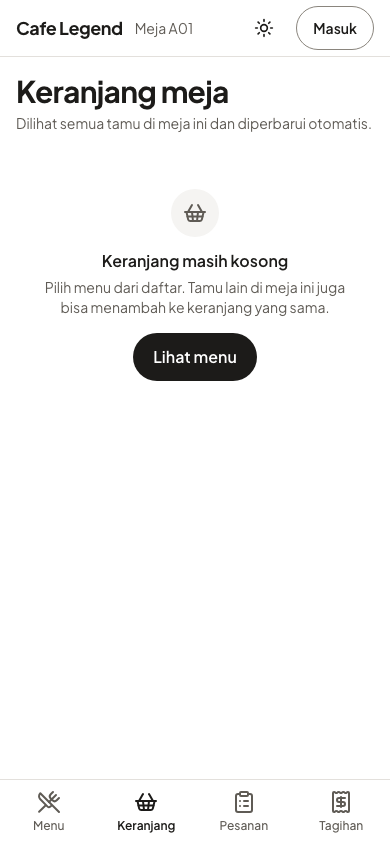 Cafe Legend Meja A01 Masuk
Keranjang meja
Dilihat semua tamu di meja ini dan diperbarui otomatis.
Keranjang masih kosong
Pilih menu dari daftar. Tamu lain di meja ini juga
bisa menambah ke keranjang yang sama.
Lihat menu
Menu Keranjang Pesanan Tagihan